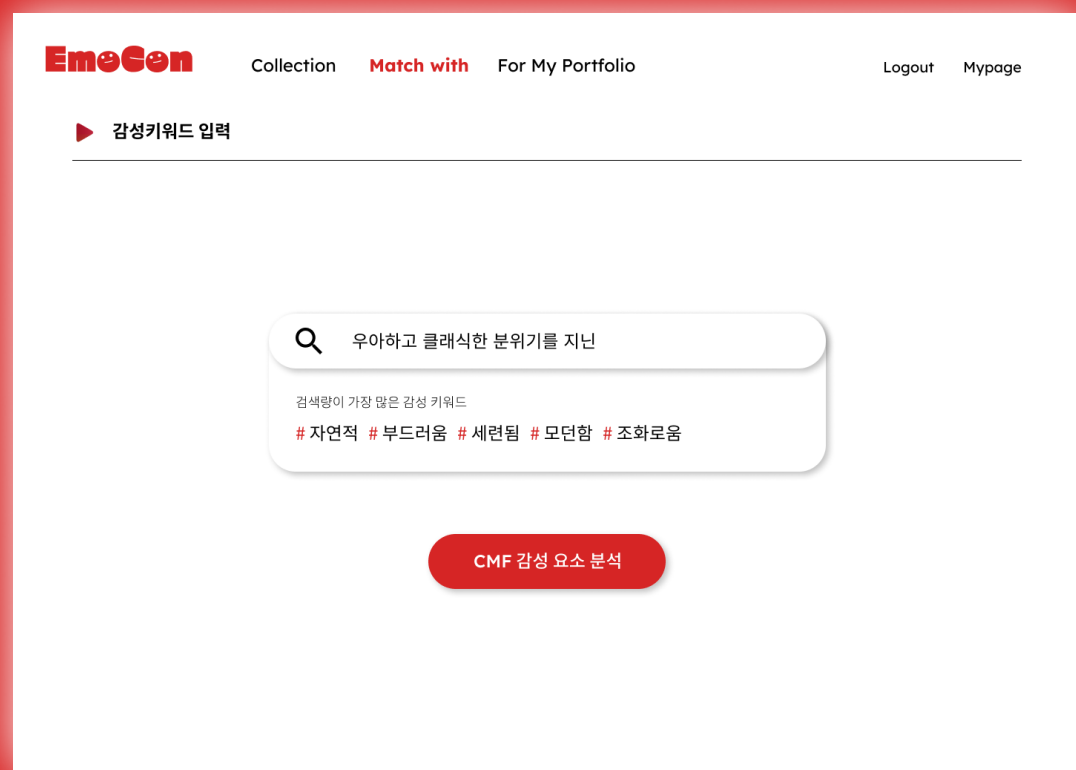 EmoCon
Collection Match with For My Portfolio
Logout Mypage
감성키워드 입력
우아하고 클래식한 분위기를 지닌
검색량이 가장 많은 감성 키워드
# 자연적 # 부드러움 # 세련됨 # 모던함 # 조화로움
CMF 감성 요소 분석